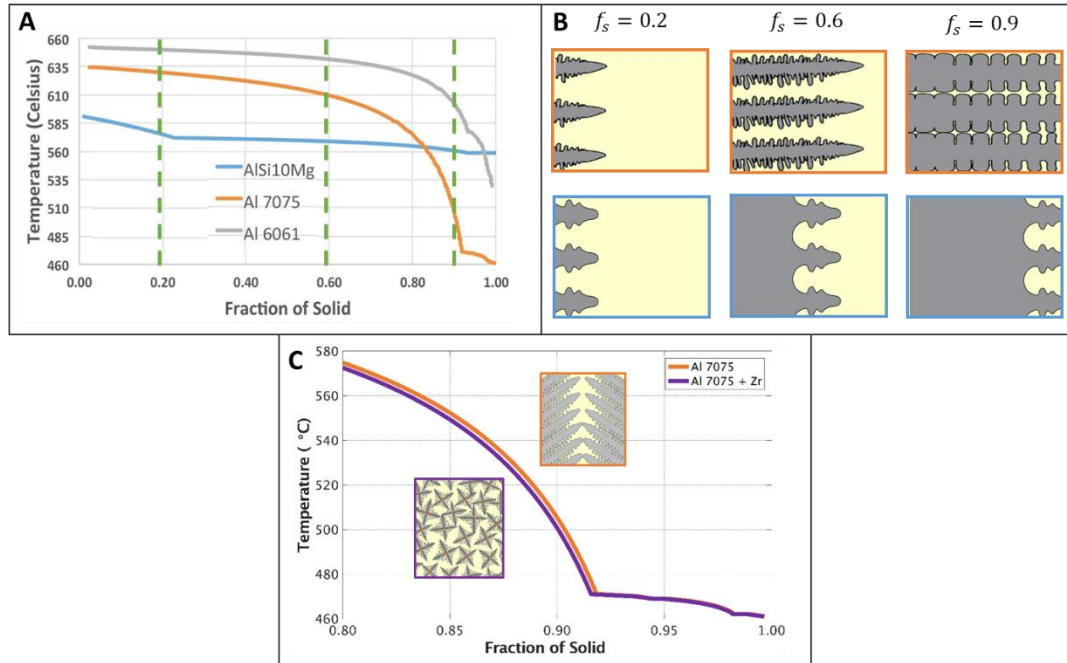 A
660
635
610
585
560
535
510
485
460
Temperature (Celsius)
AlSi10Mg
Al 7075
Al 6061
0.00 0.20 0.40 0.60 0.80 1.00
Fraction of Solid
B
f_s = 0.2 f_s = 0.6 f_s = 0.9
C
580
560
540
520
500
480
460
Temperature ( °C)
Al 7075
Al 7075 + Zr
0.80 0.85 0.90 0.95 1.00
Fraction of Solid